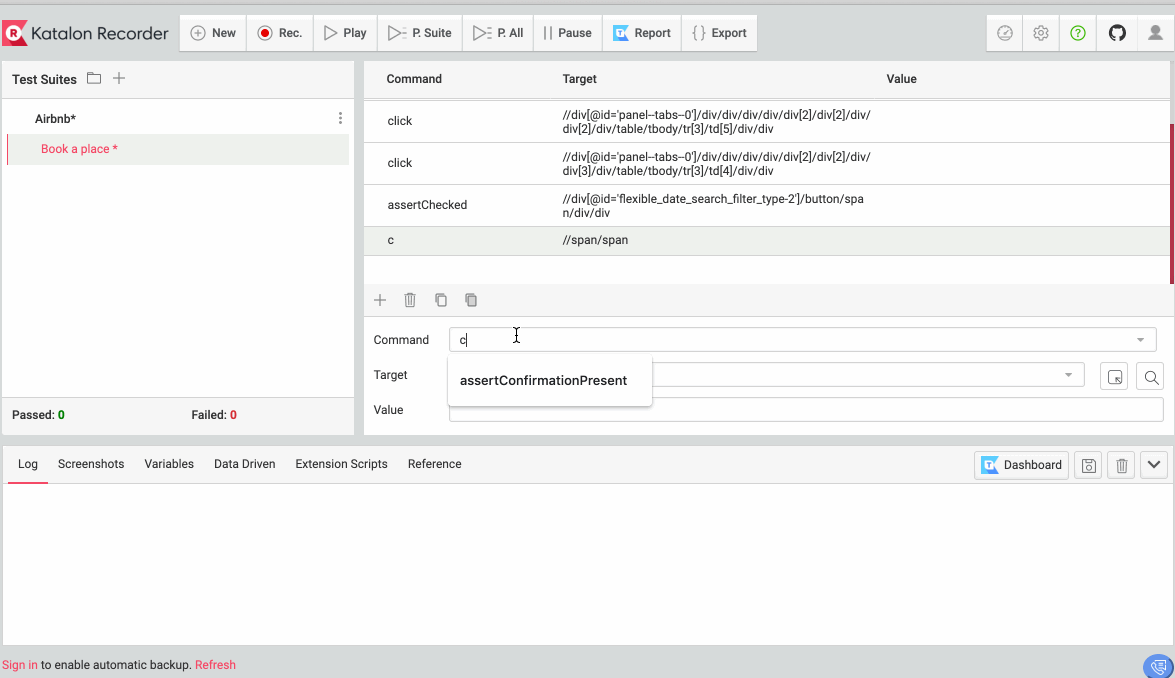 R Katalon Recorder
New
Rec.
Play
P. Suite
P. All
Pause
Report
{ } Export
?
Test Suites
Airbnb*
Book a place *
Passed: 0
Failed: 0
Command Target Value
click //div[@id='panel--tabs--0']/div/div/div/div/div[2]/div[2]/div/
div[2]/div/table/tbody/tr[3]/td[5]/div/div
click //div[@id='panel--tabs--0']/div/div/div/div/div[2]/div[2]/div/
div[3]/div/table/tbody/tr[3]/td[4]/div/div
assertChecked //div[@id='flexible_date_search_filter_type-2']/button/spa
n/div/div
c //span/span
Command c
Target
assertConfirmationPresent
Value
Log Screenshots Variables Data Driven Extension Scripts Reference
Dashboard
Sign in to enable automatic backup. Refresh